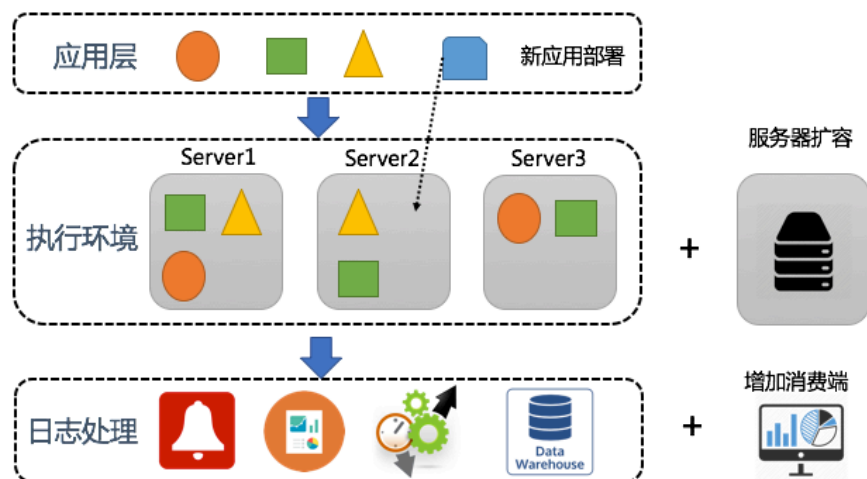 应用层
新应用部署
服务器扩容
Server1
Server2
Server3
执行环境
+
增加消费端
日志处理
Data
Warehouse
+